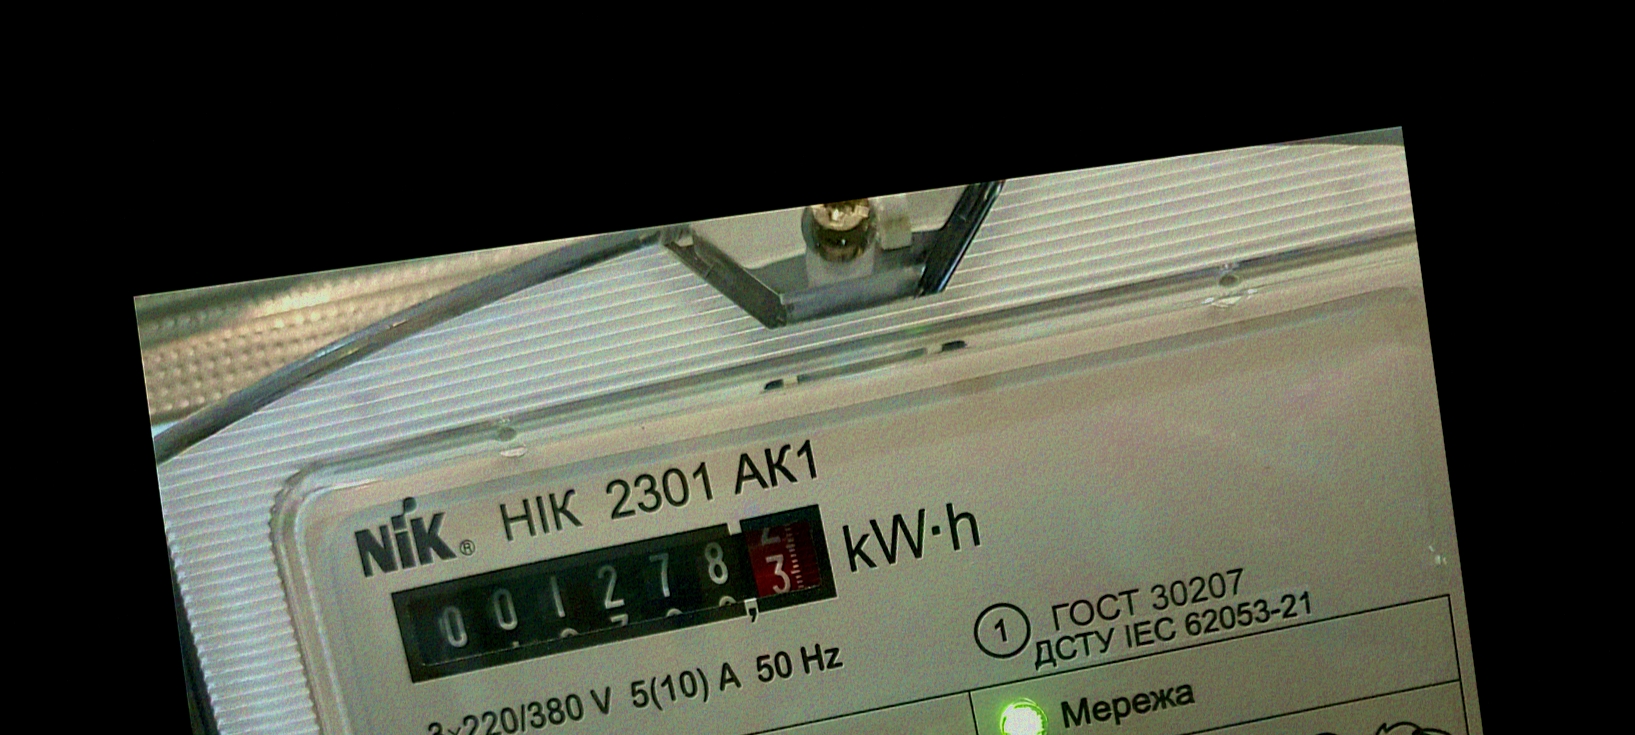 NiK® НІК 2301 АК1
001278,3 kW·h
3x220/380 V 5(10) A 50 Hz
1 ГОСТ 30207
ДСТУ IEC 62053-21
Мережа